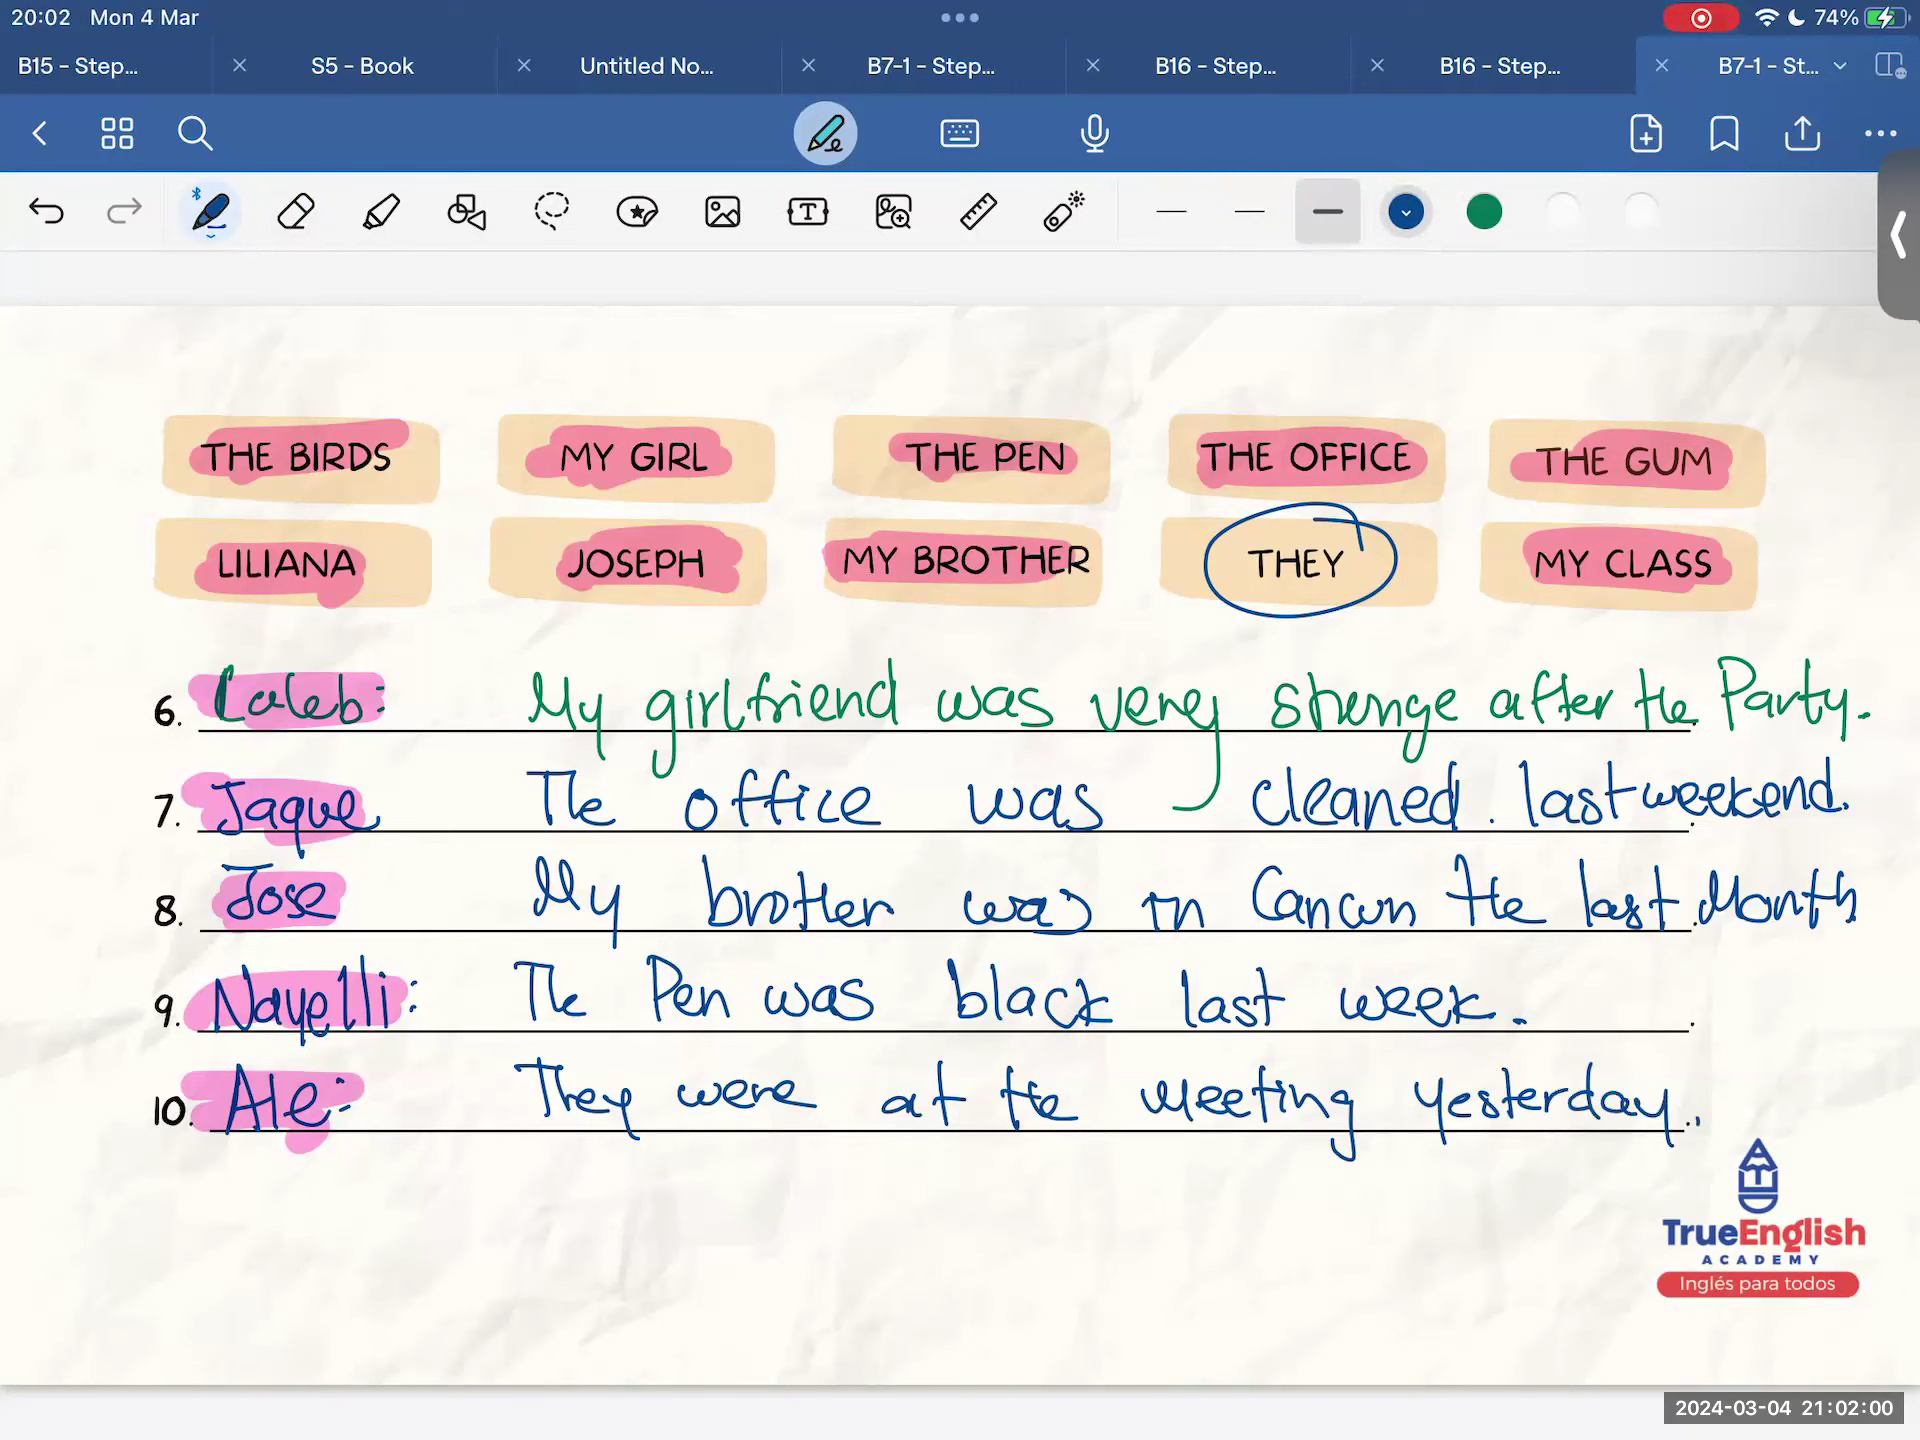 20:02 Mon 4 Mar
74%
B15 - Step...
S5 - Book
Untitled No...
B7-1 - Step...
B16 - Step...
B16 - Step...
B7-1 - St...
THE BIRDS MY GIRL THE PEN THE OFFICE THE GUM
LILIANA JOSEPH MY BROTHER THEY MY CLASS
6. Caleb: My girlfriend was very strange after the Party.
7. Jaque The office was cleaned. last weekend.
8. Jose My brother was in Cancun the last Month
9. Nayelli: The Pen was black last week.
10. Ale: They were at the Meeting yesterday.
TrueEnglish
ACADEMY
Inglés para todos
2024-03-04 21:02:00